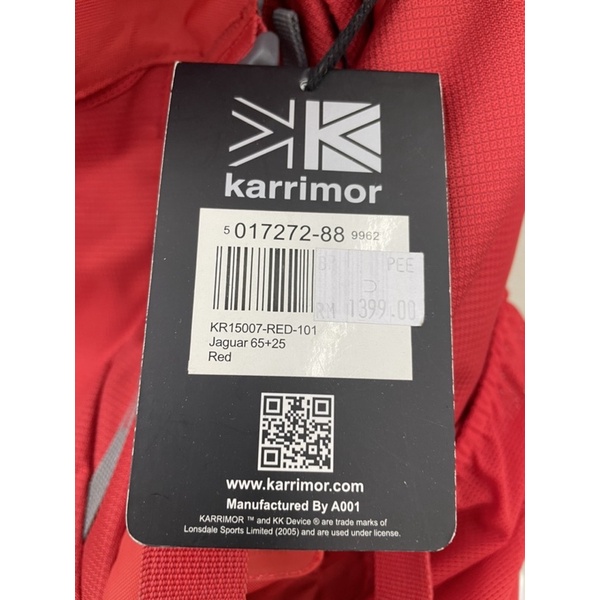 karrimor
5 017272-88 9962
PEE
RM 1399.00
KR15007-RED-101
Jaguar 65+25
Red
www.karrimor.com
Manufactured By A001
KARRIMOR ™ and KK Device ® are trade marks of
Lonsdale Sports Limited (2005) and are used under license.